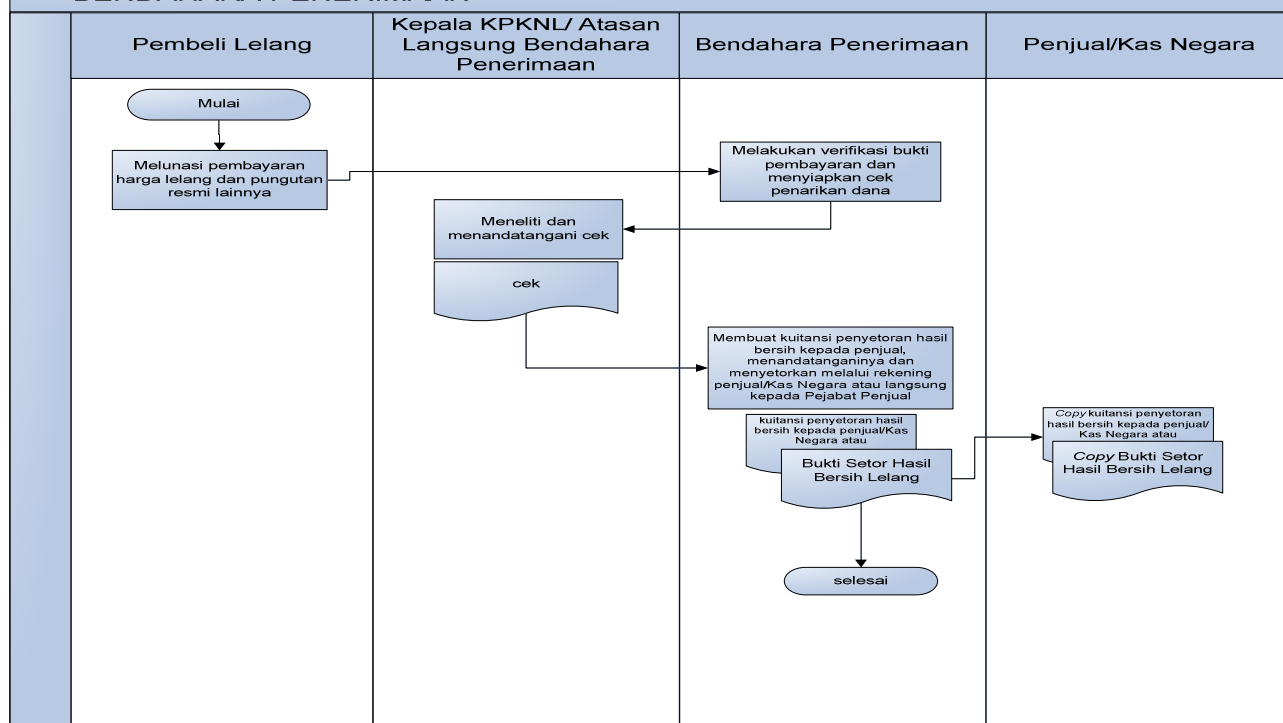 Pembeli Lelang
Kepala KPKNL/ Atasan
Langsung Bendahara
Penerimaan
Bendahara Penerimaan
Penjual/Kas Negara
Mulai
Melunasi pembayaran
harga lelang dan pungutan
resmi lainnya
Melakukan verifikasi bukti
pembayaran dan
menyiapkan cek
penarikan dana
Meneliti dan
menandatangani cek
cek
Membuat kuitansi penyetoran hasil
bersih kepada penjual,
menandatanganinya dan
menyetorkan melalui rekening
penjual/Kas Negara atau langsung
kepada Pejabat Penjual
kuitansi penyetoran hasil
bersih kepada penjual/Kas
Negara atau
Bukti Setor Hasil
Bersih Lelang
Copy kuitansi penyetoran
hasil bersih kepada penjual/
Kas Negara atau
Copy Bukti Setor
Hasil Bersih Lelang
selesai